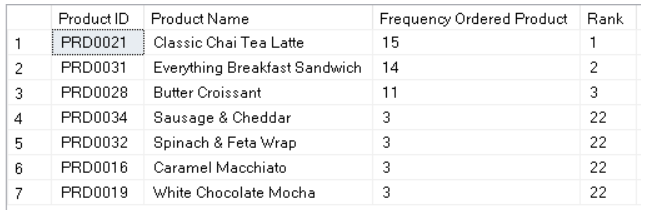 Product ID Product Name Frequency Ordered Product Rank
1 PRD0021 Classic Chai Tea Latte 15 1
2 PRD0031 Everything Breakfast Sandwich 14 2
3 PRD0028 Butter Croissant 11 3
4 PRD0034 Sausage & Cheddar 3 22
5 PRD0032 Spinach & Feta Wrap 3 22
6 PRD0016 Caramel Macchiato 3 22
7 PRD0019 White Chocolate Mocha 3 22